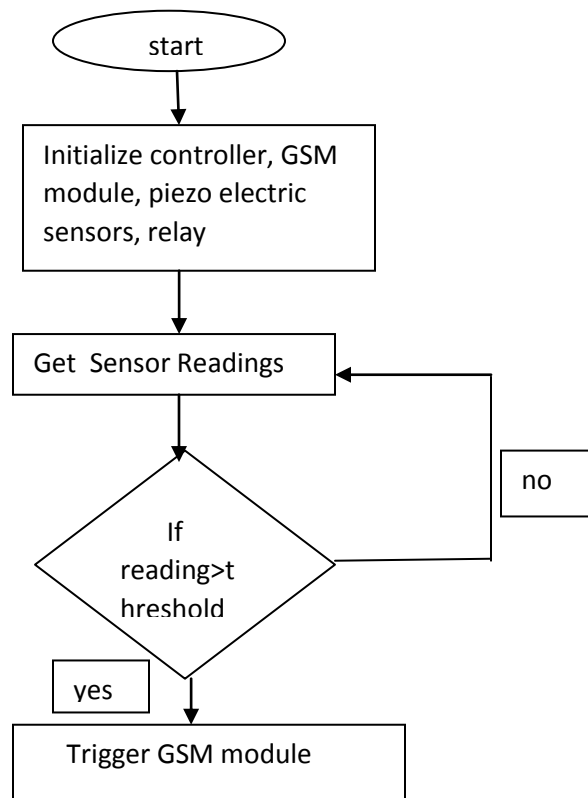 start
Initialize controller, GSM
module, piezo electric
sensors, relay
Get Sensor Readings
no
If
reading>t
hreshold
yes
Trigger GSM module